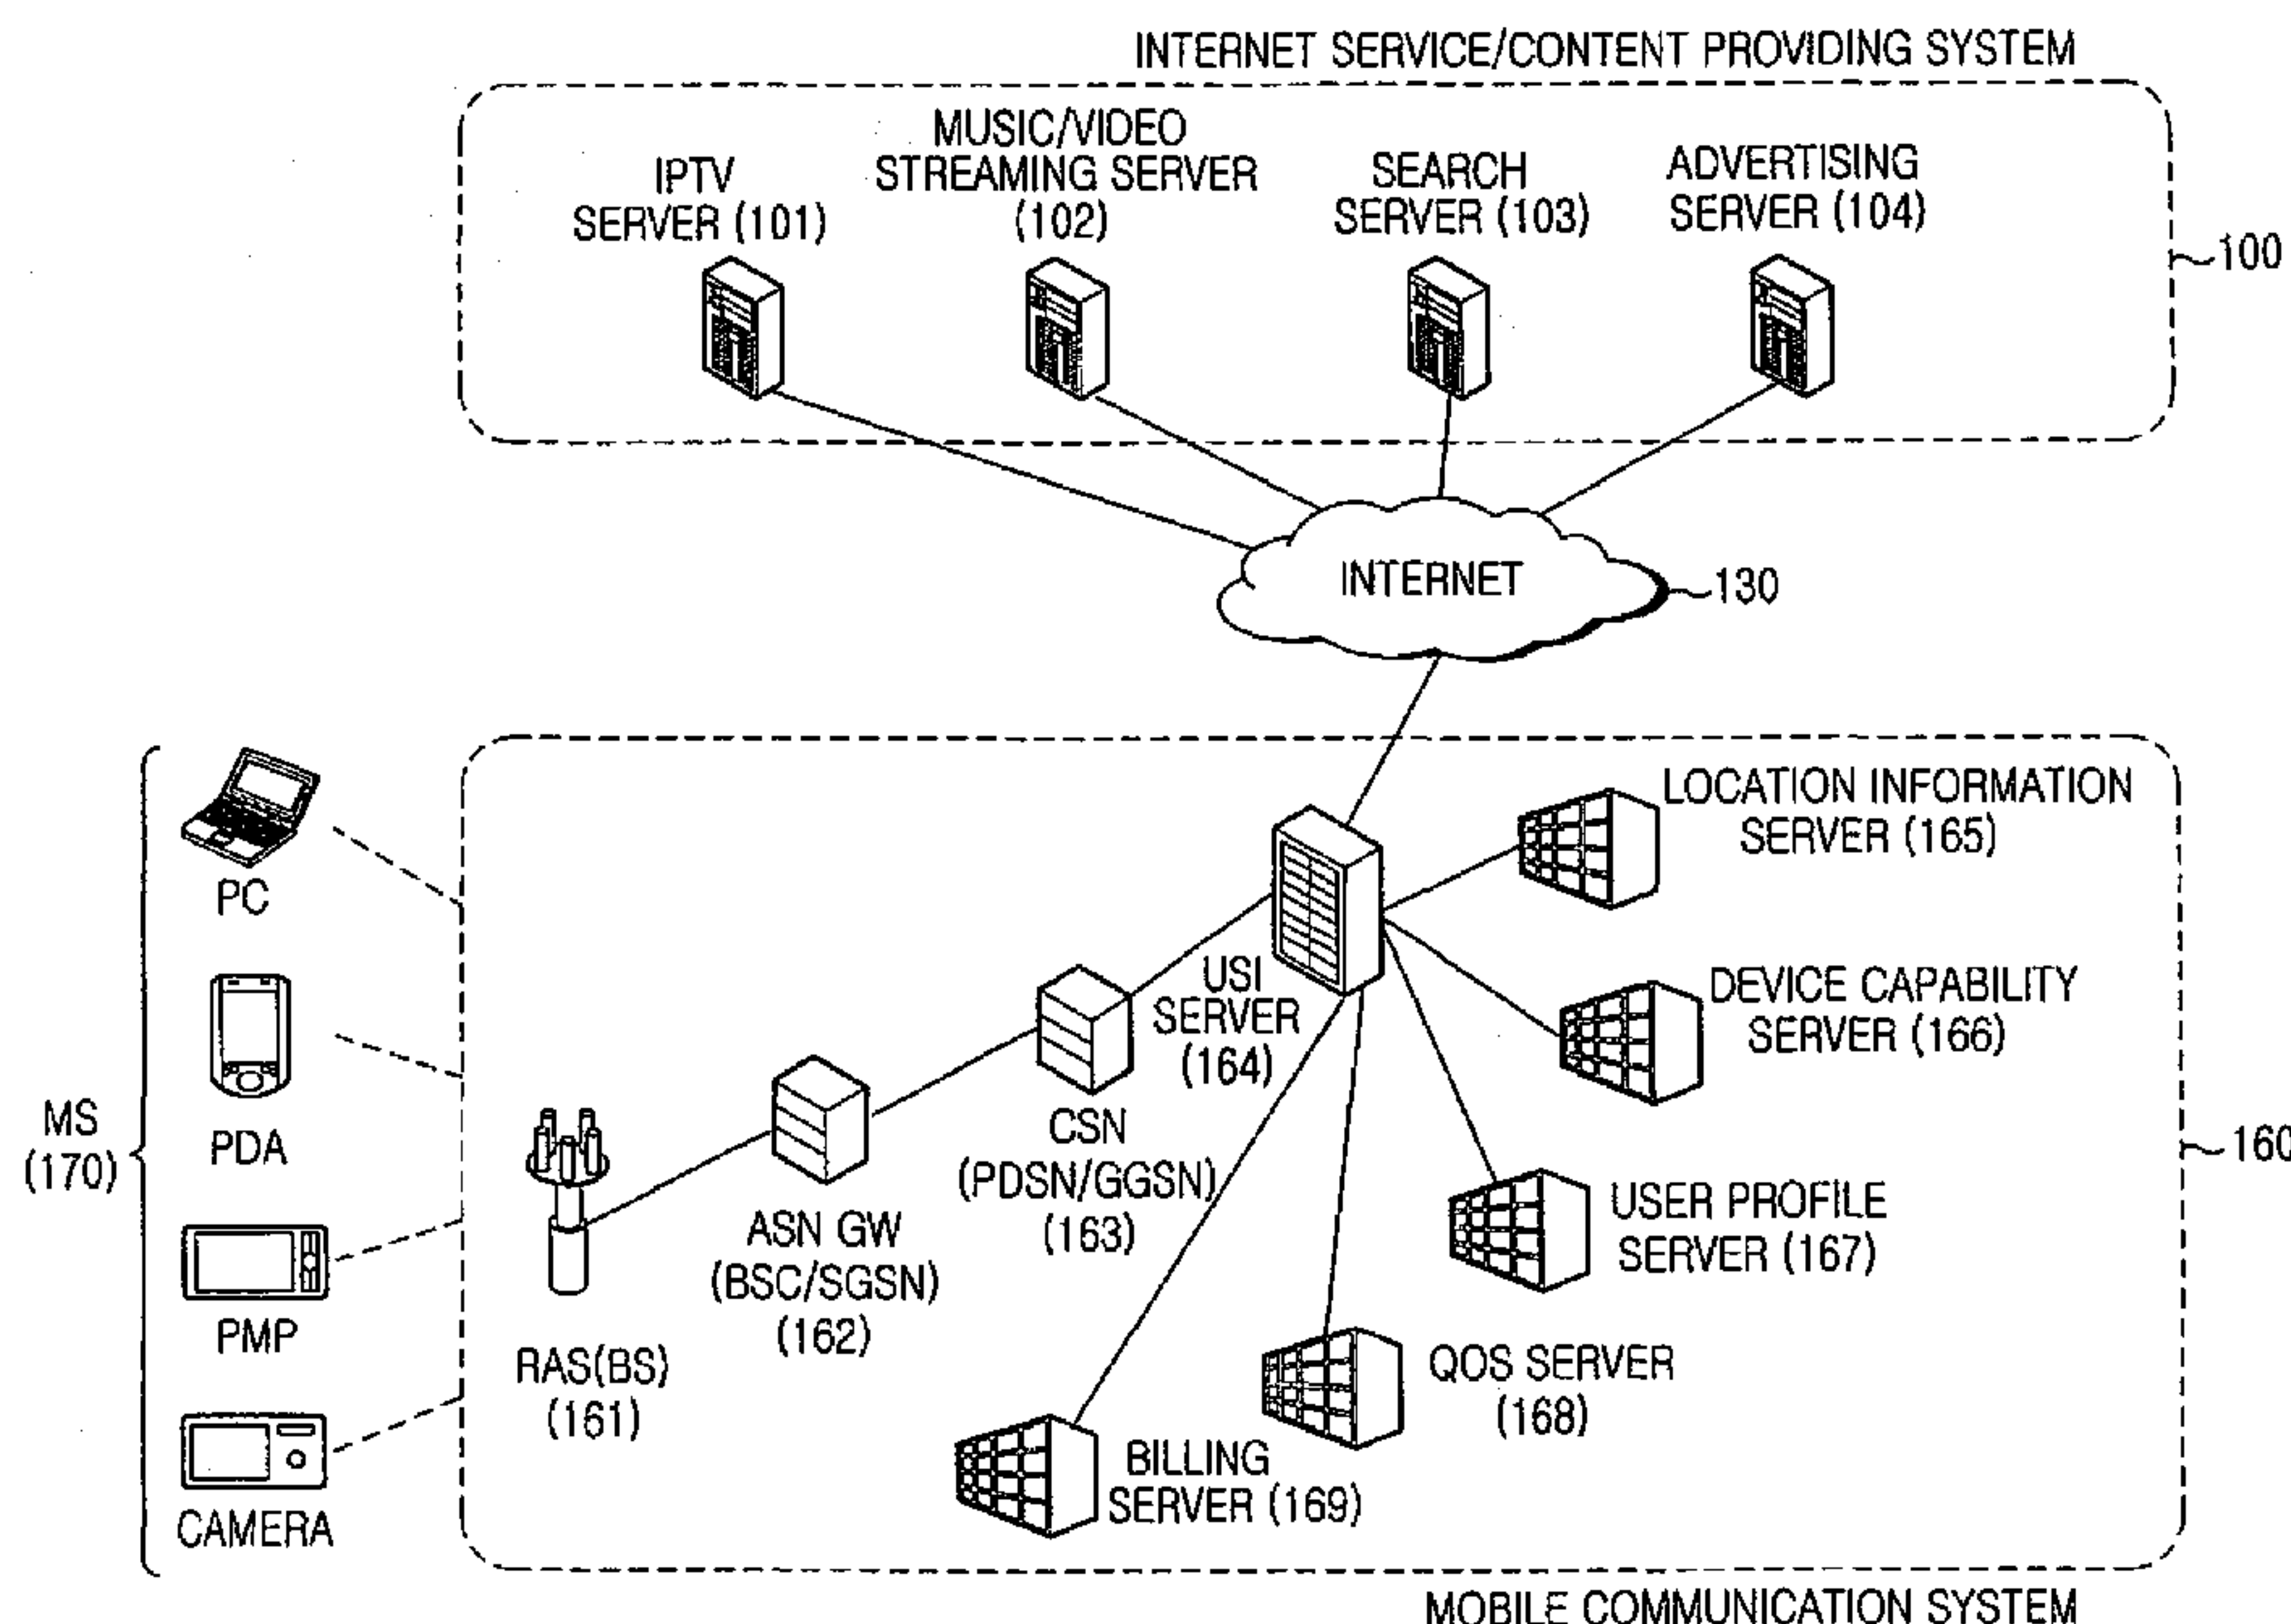 INTERNET SERVICE/CONTENT PROVIDING SYSTEM
IPTV
SERVER (101)
MUSIC/VIDEO
STREAMING SERVER
(102)
SEARCH
SERVER (103)
ADVERTISING
SERVER (104)
100
INTERNET
130
MS
(170)
PC
PDA
PMP
CAMERA
RAS(BS)
(161)
ASN GW
(BSC/SGSN)
(162)
CSN
(PDSN/GGSN)
(163)
USI
SERVER
(164)
LOCATION INFORMATION
SERVER (165)
DEVICE CAPABILITY
SERVER (166)
USER PROFILE
SERVER (167)
QOS SERVER
(168)
BILLING
SERVER (169)
160
MOBILE COMMUNICATION SYSTEM